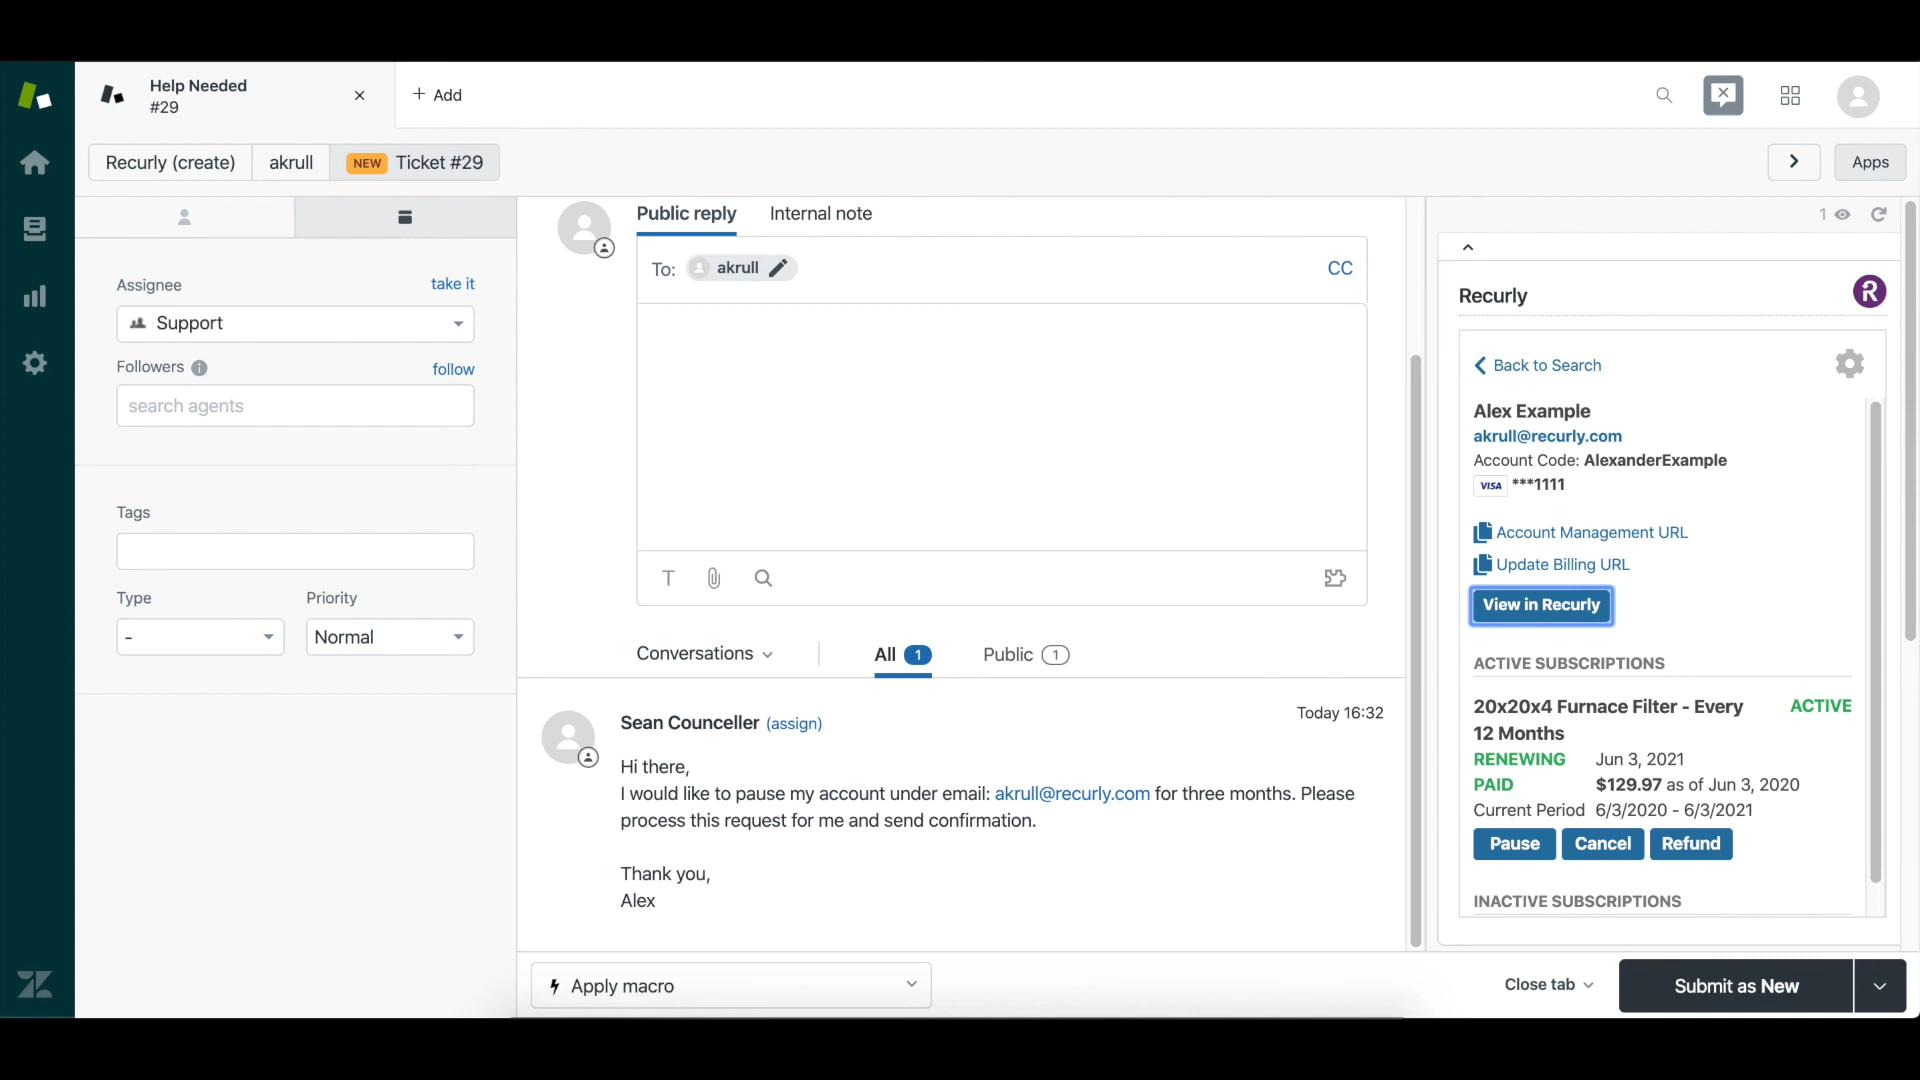 Help Needed
#29
+ Add
Recurly (create)
akrull
NEW Ticket #29
Apps
Assignee
take it
Support
Followers
follow
search agents
Tags
Type
Priority
-
Normal
Public reply
Internal note
To: akrull
CC
Conversations
All 1
Public 1
Sean Counceller (assign)
Today 16:32
Hi there,
I would like to pause my account under email: akrull@recurly.com for three months. Please
process this request for me and send confirmation.
Thank you,
Alex
Apply macro
Close tab
Submit as New
1
Recurly
R
Back to Search
Alex Example
akrull@recurly.com
Account Code: AlexanderExample
VISA ***1111
Account Management URL
Update Billing URL
View in Recurly
ACTIVE SUBSCRIPTIONS
20x20x4 Furnace Filter - Every
12 Months
ACTIVE
RENEWING Jun 3, 2021
PAID $129.97 as of Jun 3, 2020
Current Period 6/3/2020 - 6/3/2021
Pause
Cancel
Refund
INACTIVE SUBSCRIPTIONS